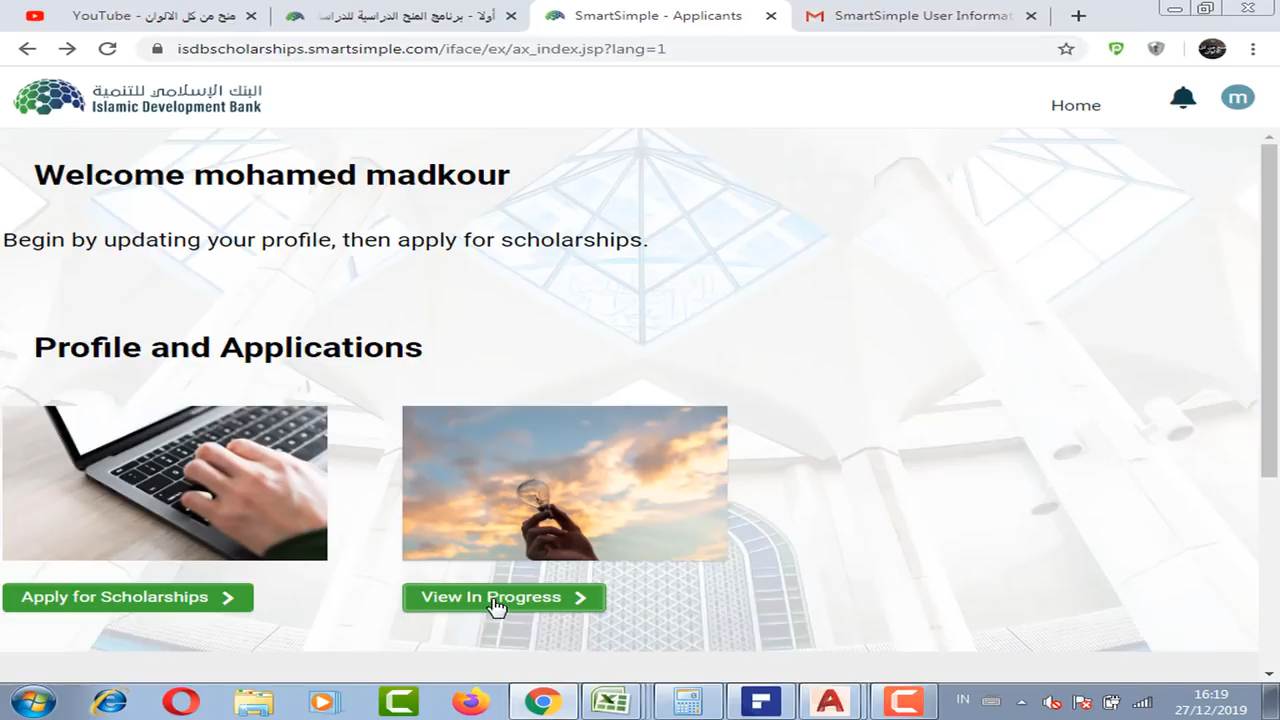 YouTube - منح من كل الالوان
أولا - برنامج المنح الدراسية للدراسا
SmartSimple - Applicants
SmartSimple User Informat
isdbscholarships.smartsimple.com/iface/ex/ax_index.jsp?lang=1
البنك الإسلامي للتنمية
Islamic Development Bank
Home
m
Welcome mohamed madkour
Begin by updating your profile, then apply for scholarships.
Profile and Applications
Apply for Scholarships
View In Progress
IN
16:19
27/12/2019